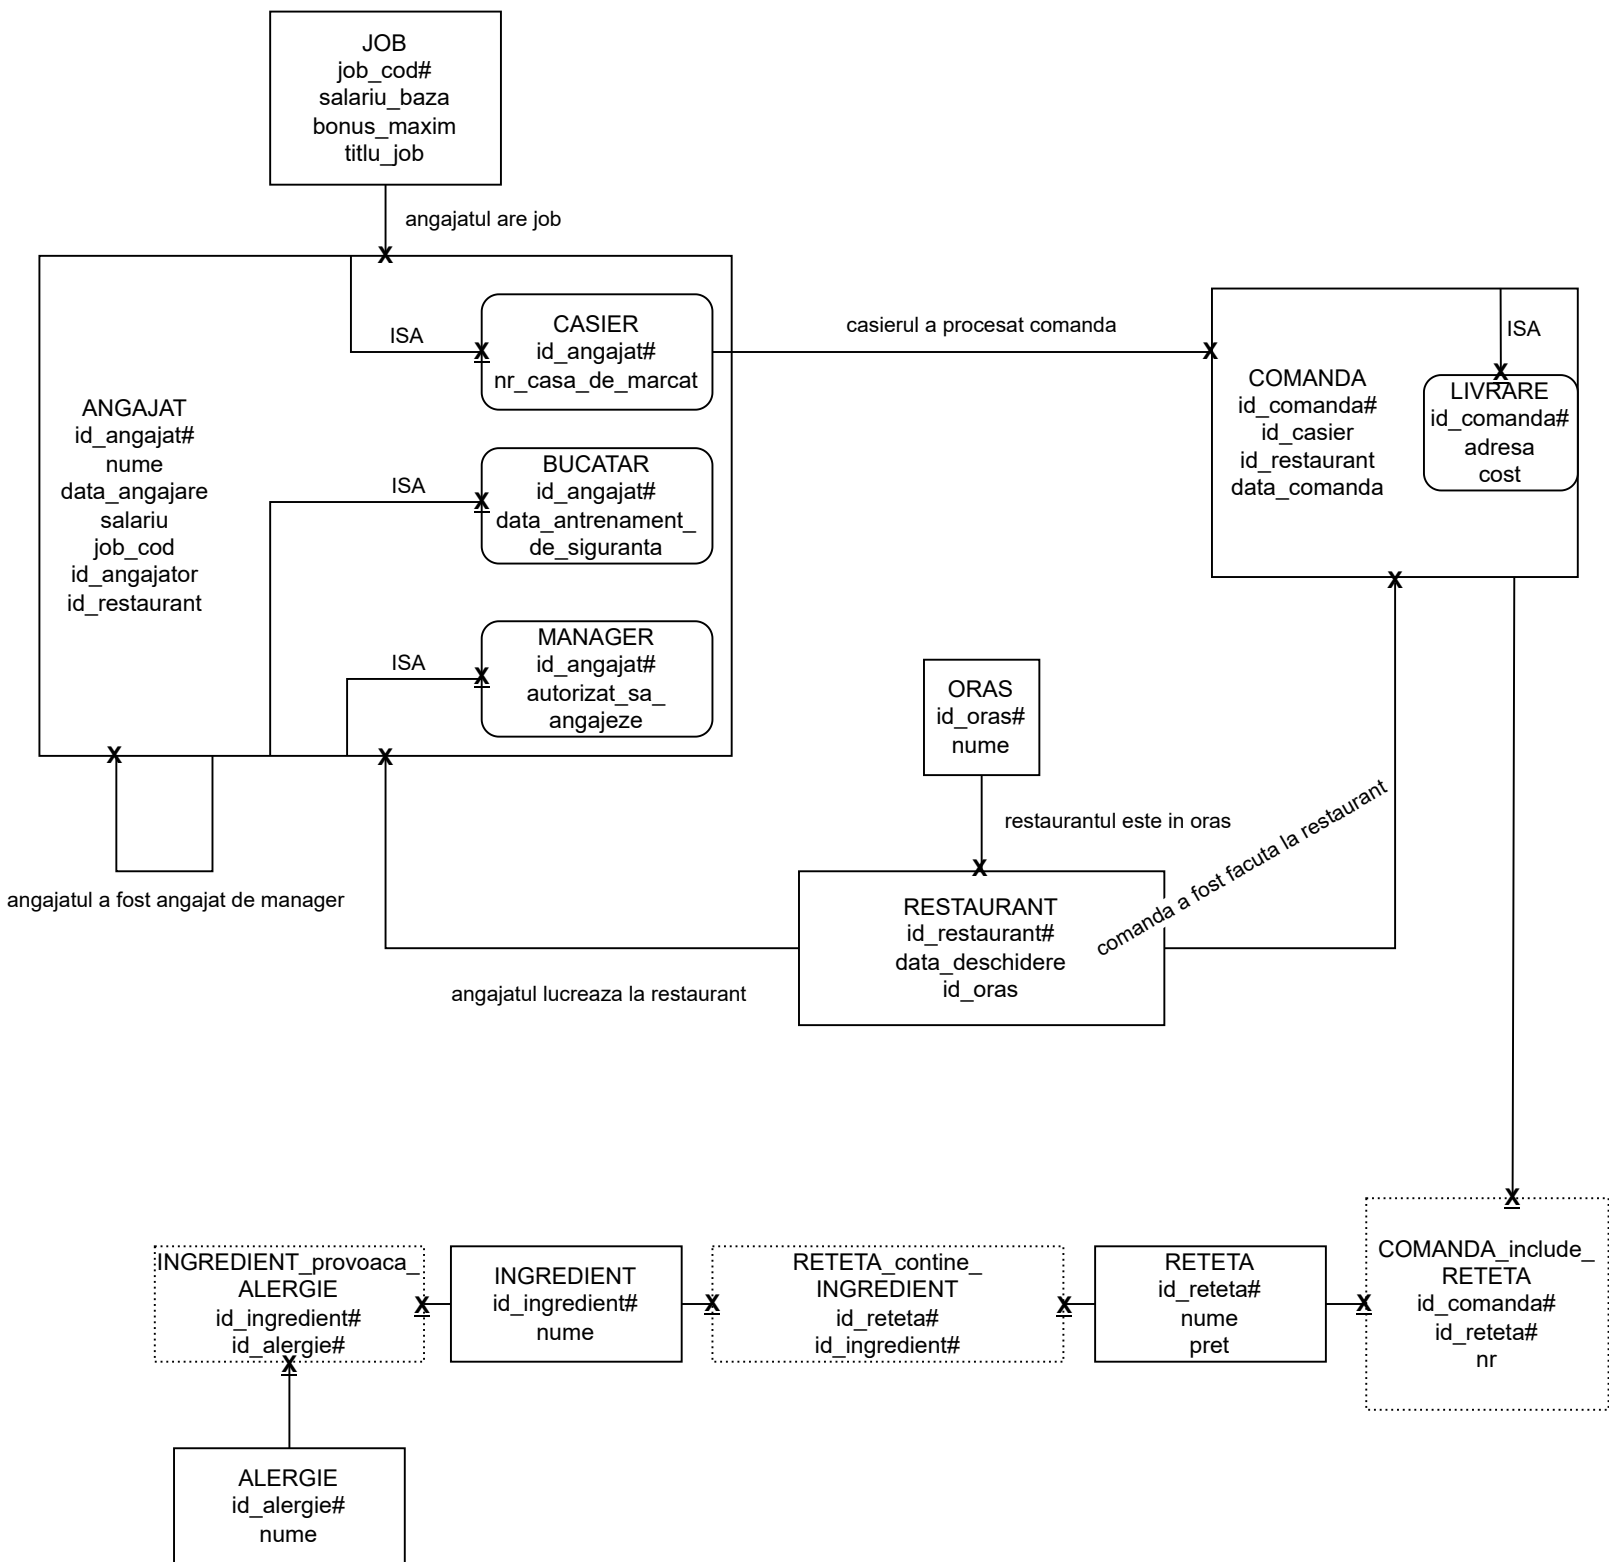 JOB
job_cod#
salariu_baza
bonus_maxim
titlu_job
angajatul are job
X
ANGAJAT
id_angajat#
nume
data_angajare
salariu
job_cod
id_angajator
id_restaurant
ISA
X
CASIER
id_angajat#
nr_casa_de_marcat
ISA
X
BUCATAR
id_angajat#
data_antrenament_
de_siguranta
ISA
X
MANAGER
id_angajat#
autorizat_sa_
angajeze
casierul a procesat comanda
X
COMANDA
id_comanda#
id_casier
id_restaurant
data_comanda
ISA
X
LIVRARE
id_comanda#
adresa
cost
X
X
X
angajatul a fost angajat de manager
ORAS
id_oras#
nume
restaurantul este in oras
X
RESTAURANT
id_restaurant#
data_deschidere
id_oras
comanda a fost facuta la restaurant
angajatul lucreaza la restaurant
X
INGREDIENT_provoaca_
ALERGIE
id_ingredient#
id_alergie#
X
X
INGREDIENT
id_ingredient#
nume
X
RETETA_contine_
INGREDIENT
id_reteta#
id_ingredient#
X
RETETA
id_reteta#
nume
pret
X
COMANDA_include_
RETETA
id_comanda#
id_reteta#
nr
ALERGIE
id_alergie#
nume